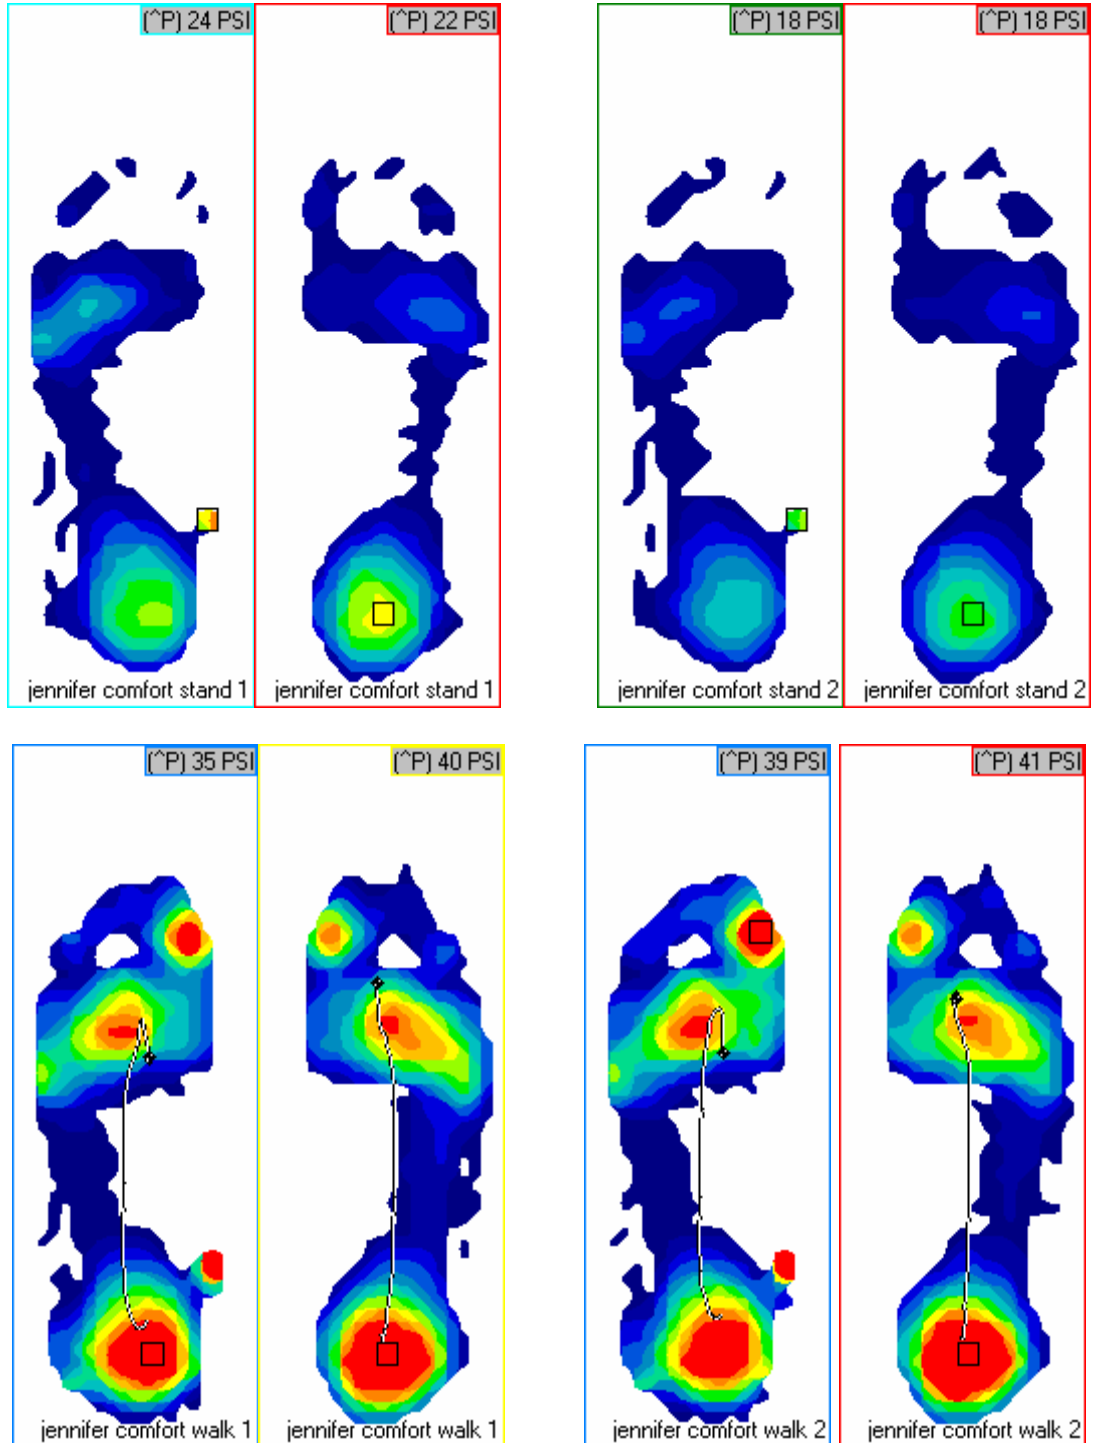 (^P) 24 PSI
(^P) 22 PSI
(^P) 18 PSI
(^P) 18 PSI
jennifer comfort stand 1
jennifer comfort stand 1
jennifer comfort stand 2
jennifer comfort stand 2
(^P) 35 PSI
(^P) 40 PSI
(^P) 39 PSI
(^P) 41 PSI
jennifer comfort walk 1
jennifer comfort walk 1
jennifer comfort walk 2
jennifer comfort walk 2